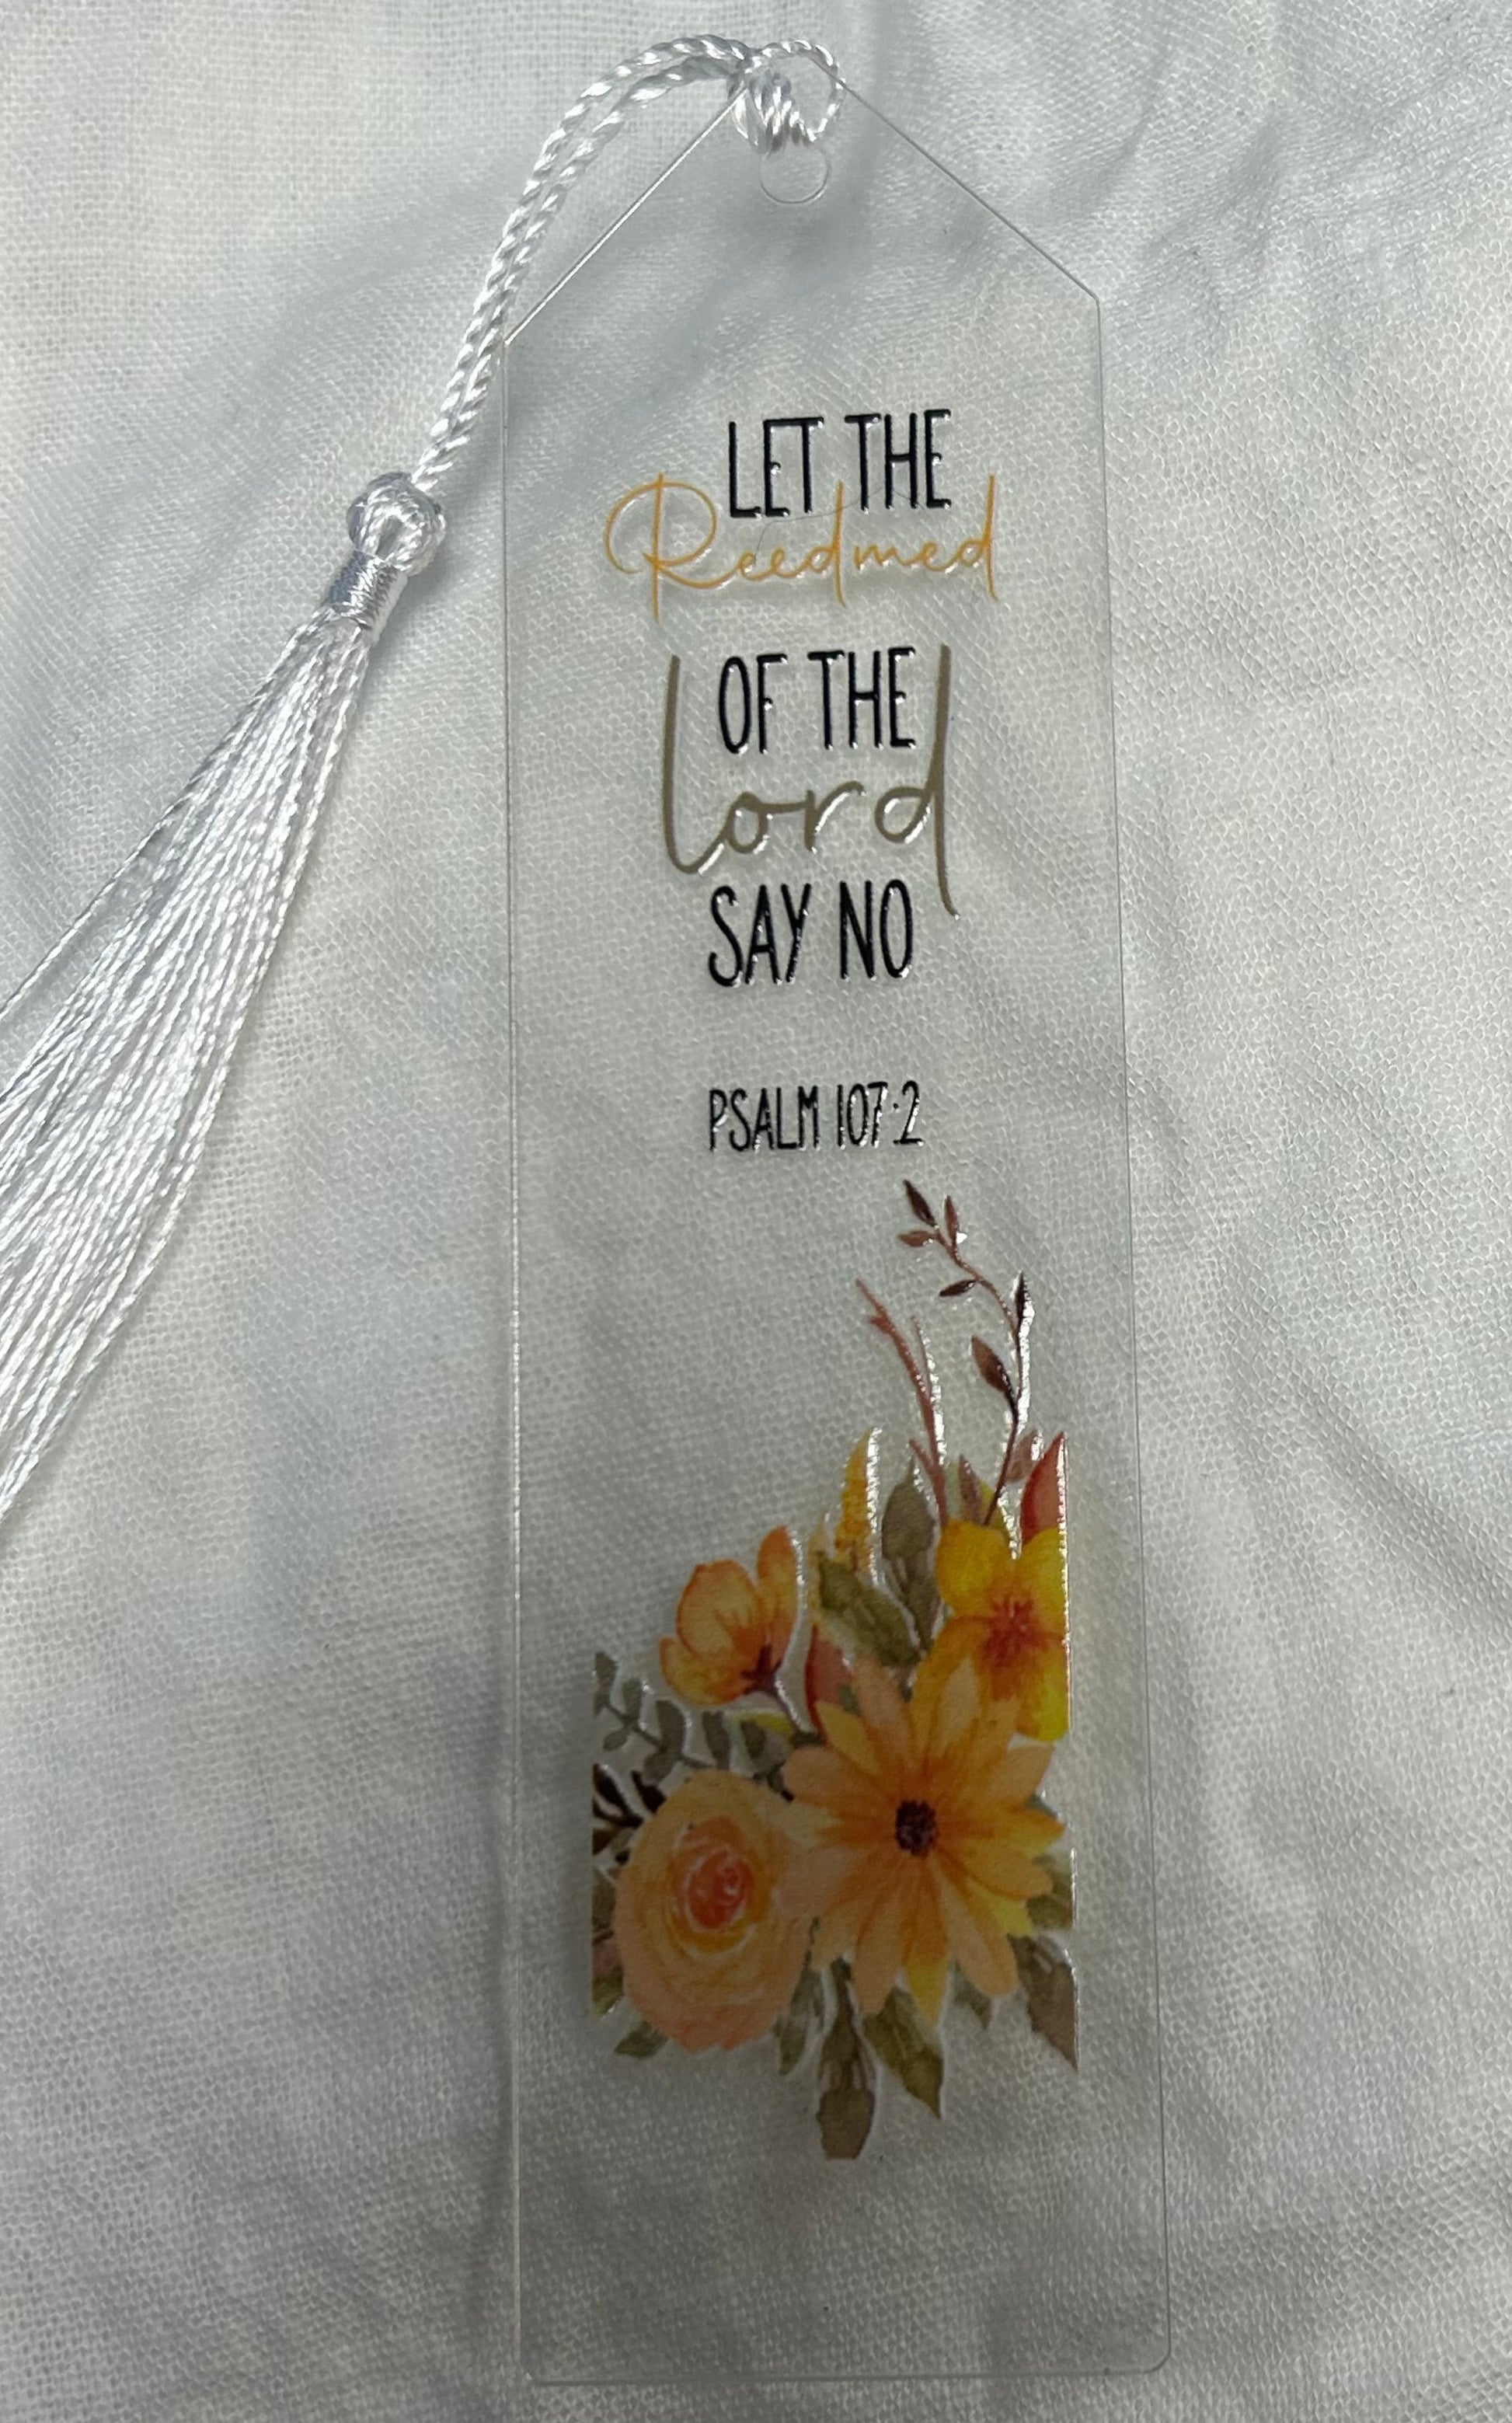 LET THE
Reedmed
OF THE
Lord
SAY NO
PSALM 107:2